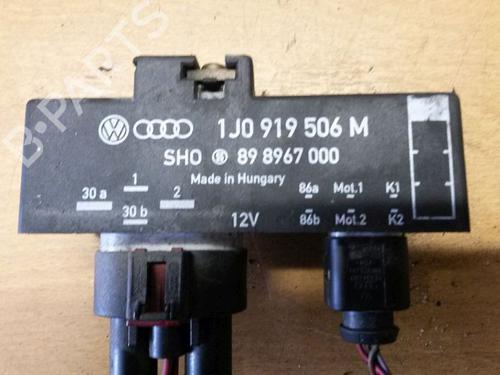 B-PARTS
1J0 919 506 M
SHO 89 8967 000
Made in Hungary
30 a 1 2 86a Mot.1 K1
30 b 12V 86b Mot.2 K2